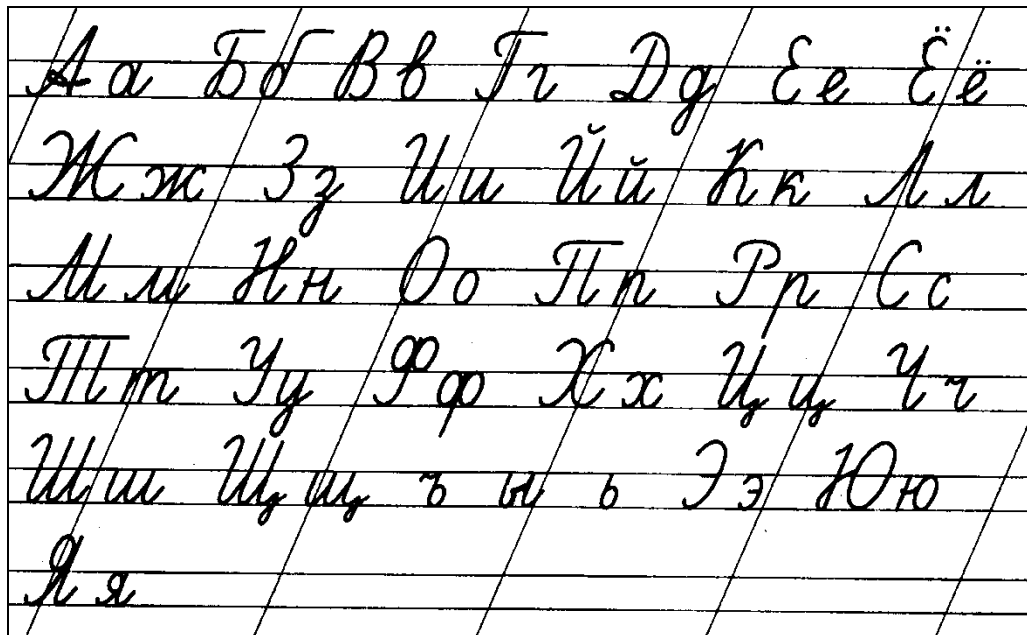 Аа Бб Вв Гг Дд Ее Ёё
Жж Зз Ии Йй Кк Лл
Мм Нн Оо Пп Рр Сс
Тт Уу Фф Хх Цц Чч
Шш Щщ ъ ы ь Ээ Юю
Яя